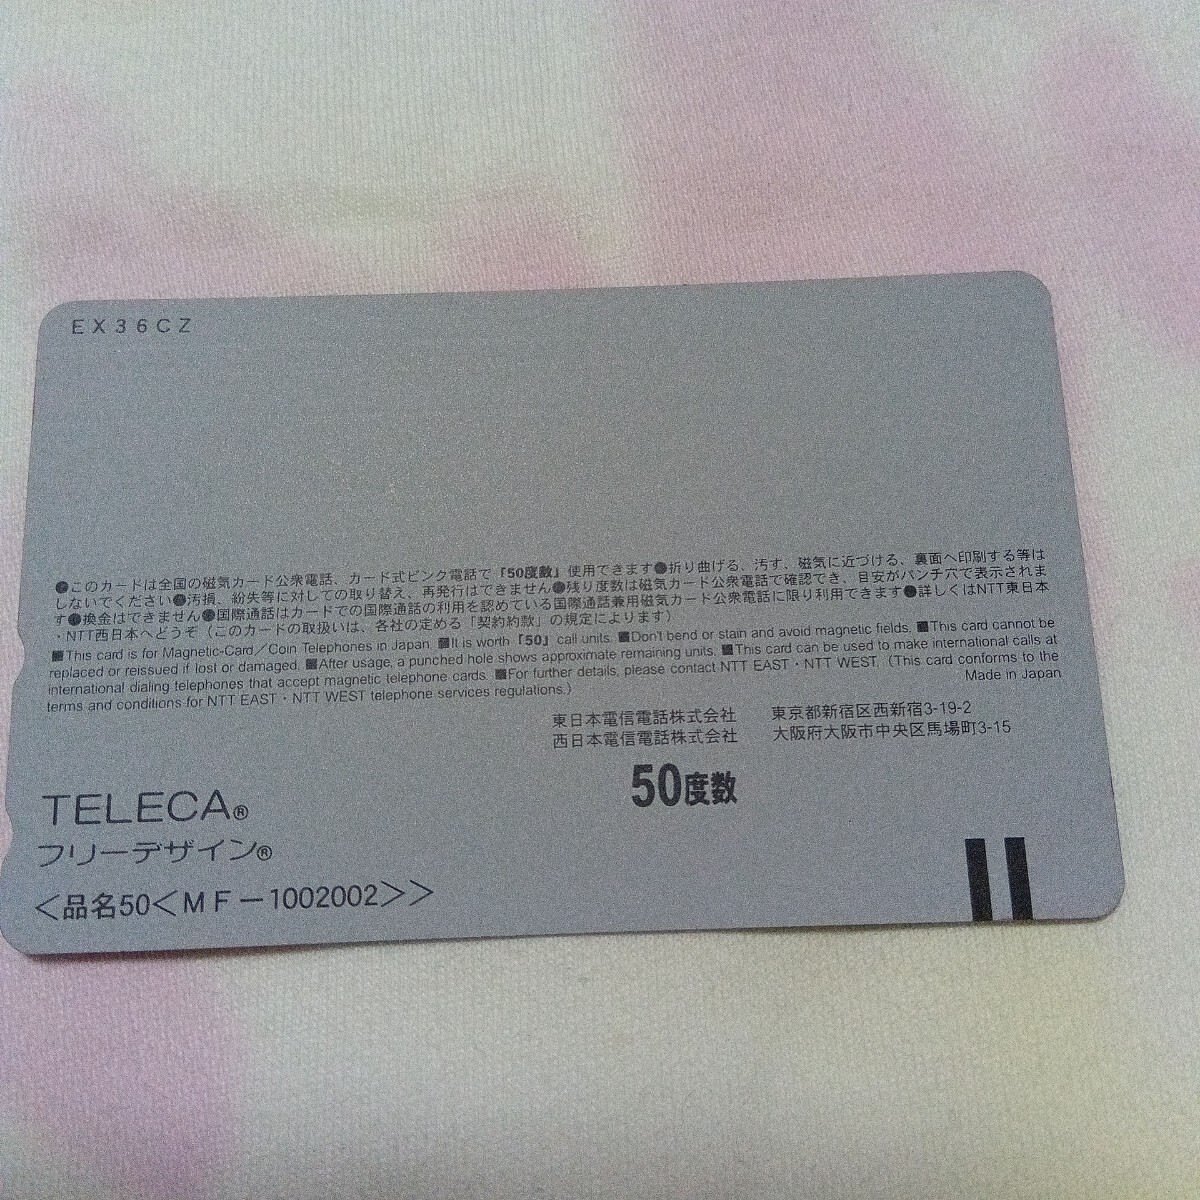 EX36CZ
●このカードは全国の磁気カード公衆電話、カード式ピンク電話で「50度数」使用できます●折り曲げる、汚す、磁気に近づける、裏面へ印刷する等は
しないでください●汚損、紛失等に対しての取り替え、再発行はできません●残り度数は磁気カード公衆電話で確認でき、目安がパンチ穴で表示されま
す●換金はできません●国際通話はカードでの国際通話の利用を認めている国際通話兼用磁気カード公衆電話に限り利用できます●詳しくはNTT東日本
・NTT西日本へどうぞ（このカードの取扱いは、各社の定める「契約約款」の規定によります）
■This card is for Magnetic-Card／Coin Telephones in Japan. ■It is worth「50」call units. ■Don't bend or stain and avoid magnetic fields. ■This card cannot be
replaced or reissued if lost or damaged. ■After usage, a punched hole shows approximate remaining units. ■This card can be used to make international calls at
international dialing telephones that accept magnetic telephone cards. ■For further details, please contact NTT EAST・NTT WEST.（This card conforms to the
terms and conditions for NTT EAST・NTT WEST telephone services regulations.）
Made in Japan
東日本電信電話株式会社 東京都新宿区西新宿3-19-2
西日本電信電話株式会社 大阪府大阪市中央区馬場町3-15
50度数
TELECA®
フリーデザイン®
＜品名50＜ＭＦ－1002002＞＞